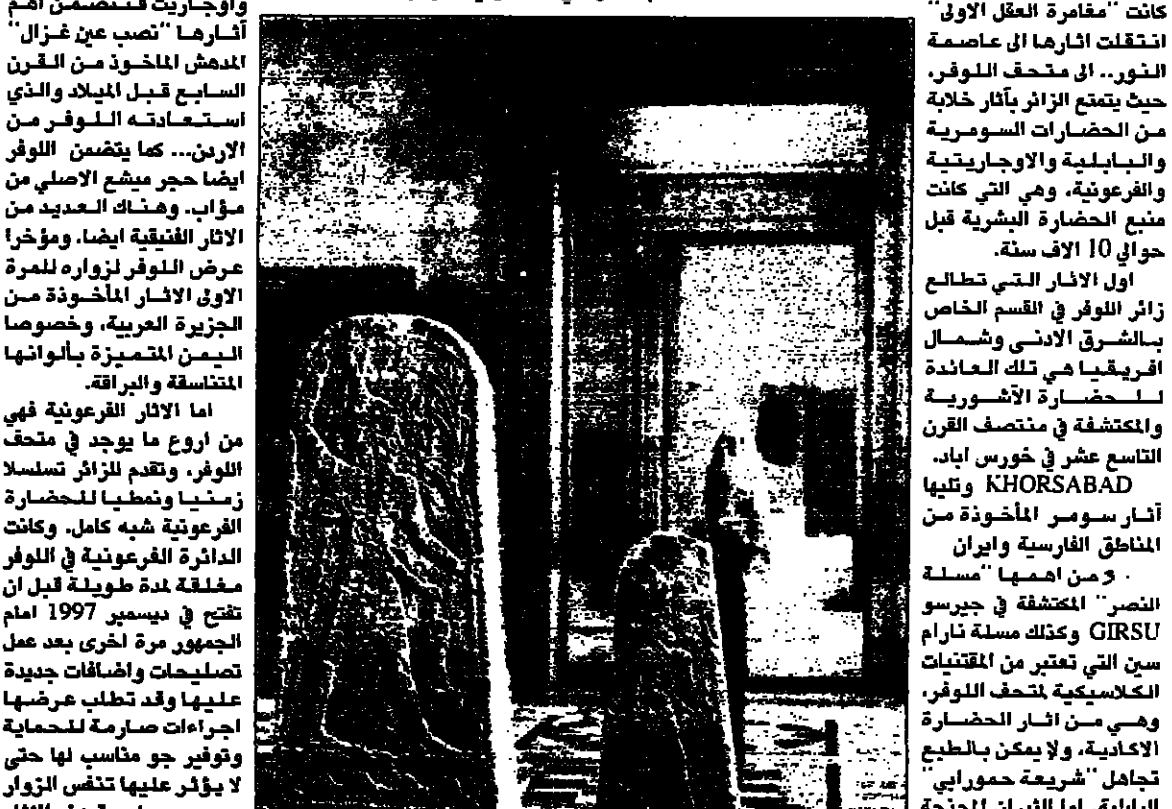 كانت "مغامرة العقل الاولى"
انتقلت اثارها الى عاصمة
النور.. الى متحف اللوفر،
حيث يتمتع الزائر بآثار خلابة
من الحضارات السومرية
والبابلية والاوجاريتية
والفرعونية، وهي التي كانت
منبع الحضارة البشرية قبل
حوالي 10 الاف سنة.
اول الاثار التي تطالع
زائر اللوفر في القسم الخاص
بالشرق الادنى وشمال
افريقيا هي تلك العائدة
للحضارة الآشورية
والمكتشفة في منتصف القرن
التاسع عشر في خورس اباد.
KHORSABAD وتليها
آثار سومر المأخوذة من
المناطق الفارسية وايران
. ومن اهمها "مسلة
النصر" المكتشفة في جيرسو
GIRSU وكذلك مسلة نارام
سين التي تعتبر من المقتنيات
الكلاسيكية لمتحف اللوفر،
وهي من اثار الحضارة
الاكادية، ولا يمكن بالطبع
تجاهل "شريعة حمورابي"
واوجاريت فتتضمن اهم
آثارها "نصب عين غزال"
المدهش الماخوذ من القرن
السابع قبل الميلاد والذي
استعادته اللوفر من
الاردن... كما يتضمن اللوفر
ايضا حجر ميشع الاصلي من
مؤاب. وهناك العديد من
الاثار الفنيقية ايضا. ومؤخرا
عرض اللوفر لزواره للمرة
الاولى الاثار المأخوذة من
الجزيرة العربية، وخصوصا
اليمن المتميزة بألوانها
المتناسقة والبراقة.
اما الاثار الفرعونية فهي
من اروع ما يوجد في متحف
اللوفر، وتقدم للزائر تسلسلا
زمنيا ونمطيا للحضارة
الفرعونية شبه كامل. وكانت
الدائرة الفرعونية في اللوفر
مغلقة لمدة طويلة قبل ان
تفتح في ديسمبر 1997 امام
الجمهور مرة اخرى بعد عمل
تصليحات واضافات جديدة
عليها وقد تطلب عرضها
اجراءات صارمة للحماية
وتوفير جو مناسب لها حتى
لا يؤثر عليها تنفس الزوار